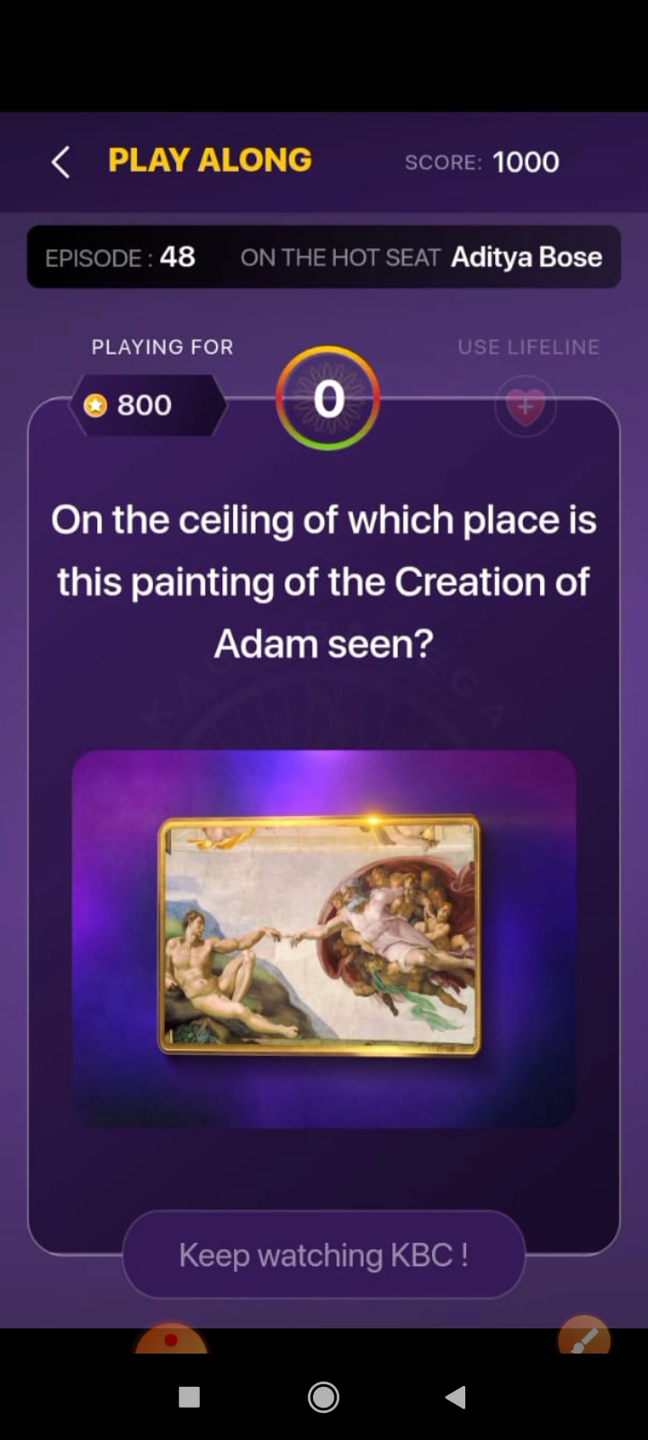 PLAY ALONG
SCORE: 1000
EPISODE : 48 ON THE HOT SEAT Aditya Bose
PLAYING FOR
USE LIFELINE
800
0
On the ceiling of which place is
this painting of the Creation of
Adam seen?
Keep watching KBC !